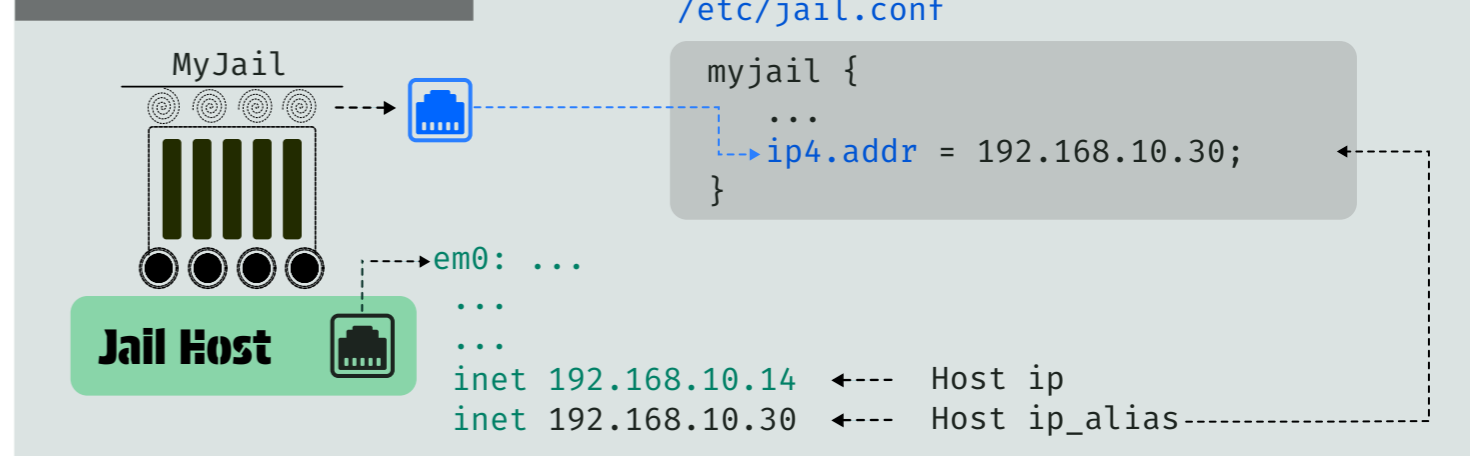 /etc/jail.conf
MyJail
myjail {
...
ip4.addr = 192.168.10.30;
}
em0: ...
...
...
Jail Host
inet 192.168.10.14 Host ip
inet 192.168.10.30 Host ip_alias